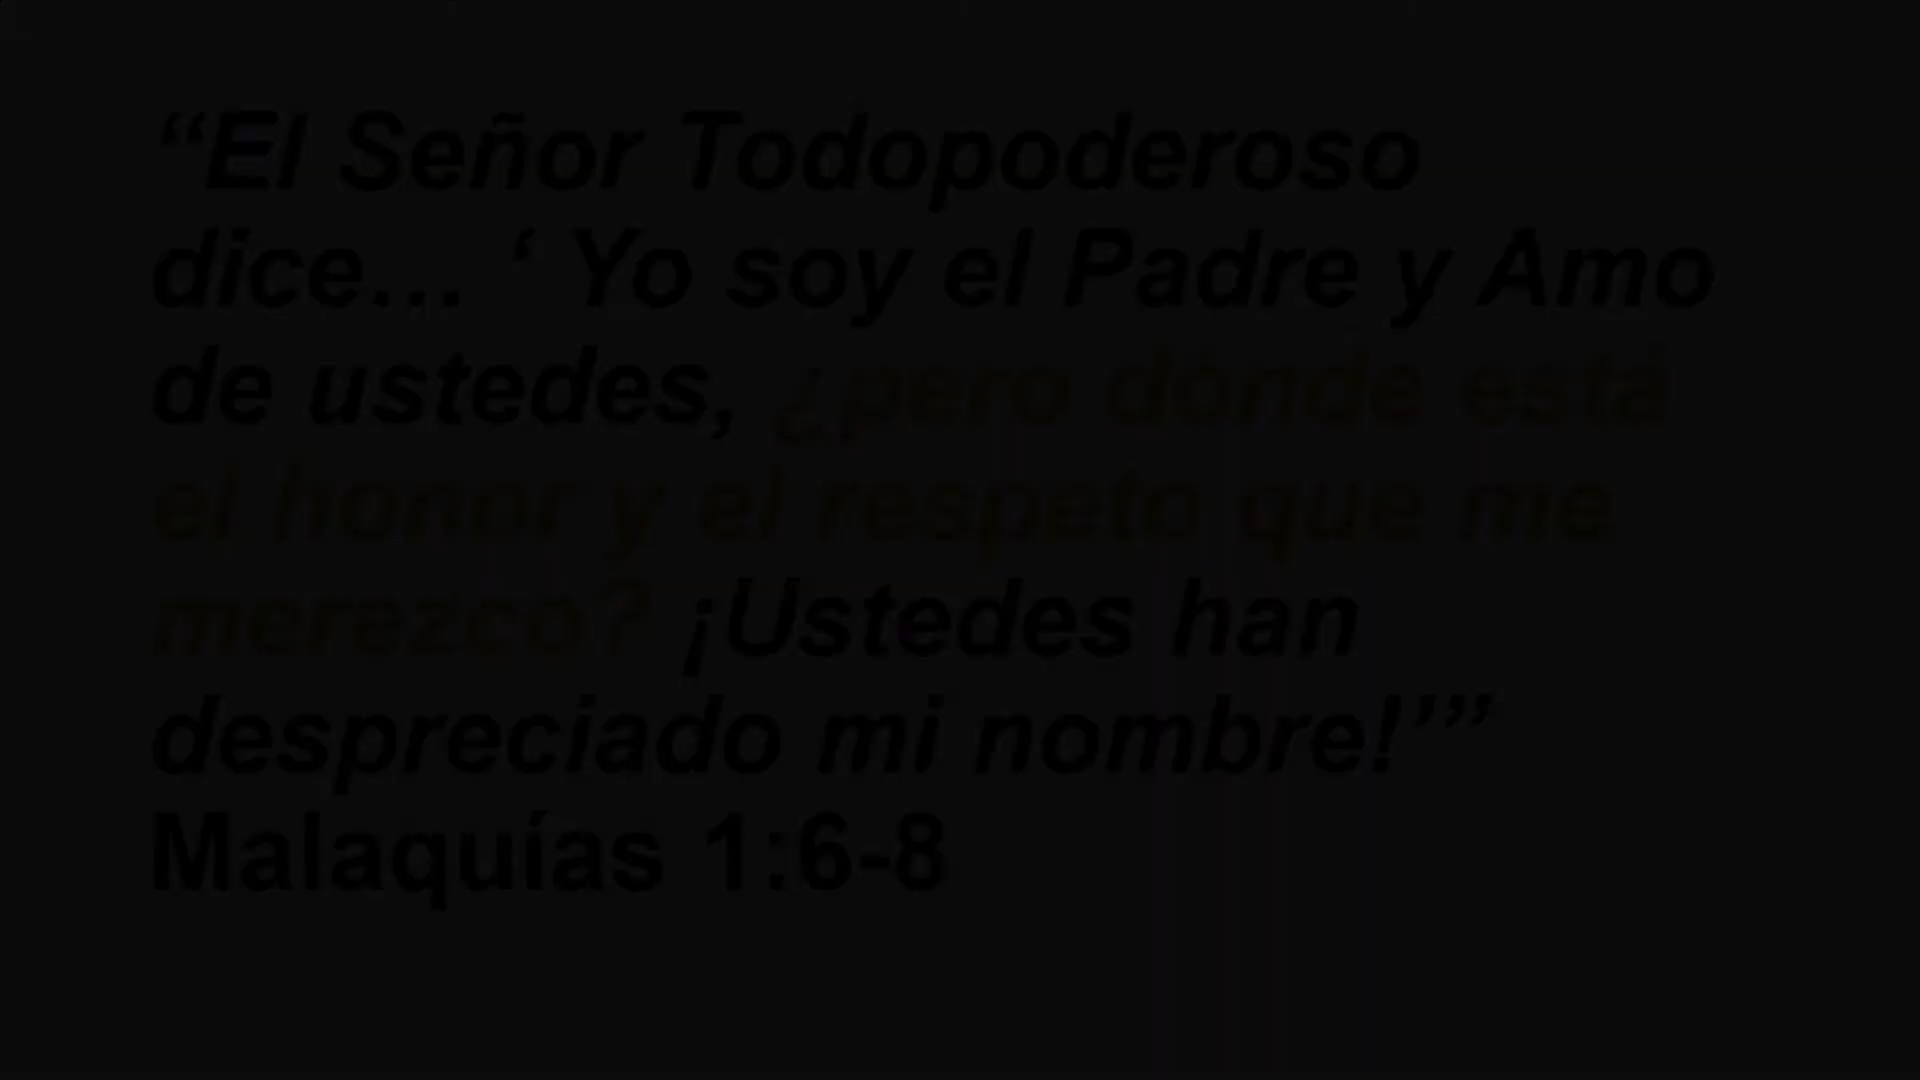 “El Señor Todopoderoso
dice... ‘ Yo soy el Padre y Amo
de ustedes, ¿pero dónde está
el honor y el respeto que me
merezco? ¡Ustedes han
despreciado mi nombre!’”
Malaquías 1:6-8